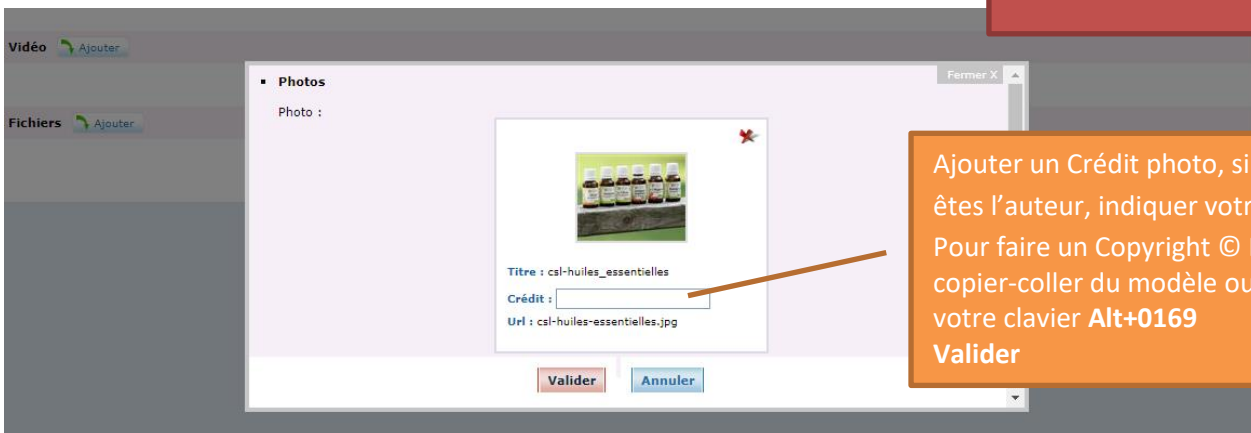 Vidéo Ajouter
Fichiers Ajouter
Fermer X
Photos
Photo :
Titre : csl-huiles_essentielles
Crédit :
Url : csl-huiles-essentielles.jpg
Valider Annuler
Ajouter un Crédit photo, si
êtes l’auteur, indiquer votr
Pour faire un Copyright ©
copier-coller du modèle ou
votre clavier Alt+0169
Valider